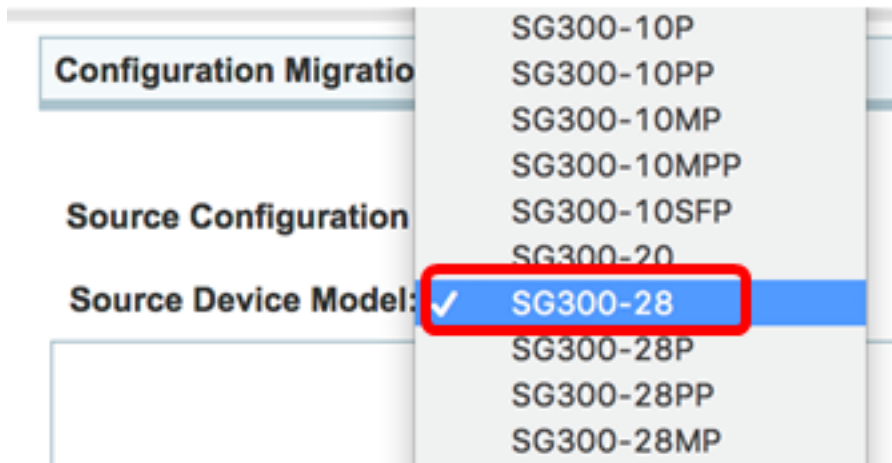 SG300-10P
Configuration Migratio
SG300-10PP
SG300-10MP
SG300-10MPP
Source Configuration
SG300-10SFP
SG300-20
Source Device Model:
✓ SG300-28
SG300-28P
SG300-28PP
SG300-28MP